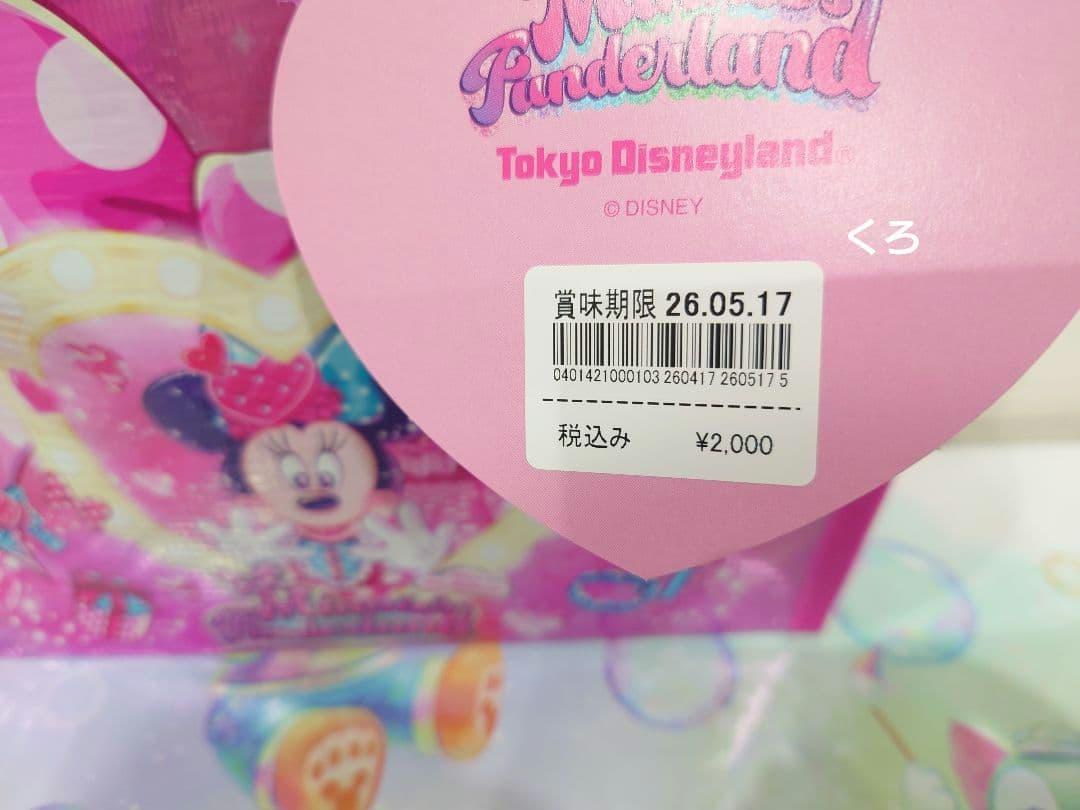 Funderland
Tokyo Disneyland®
© DISNEY
くろ
賞味期限 26.05.17
0401421000103 260417 260517 5
税込み ¥2,000